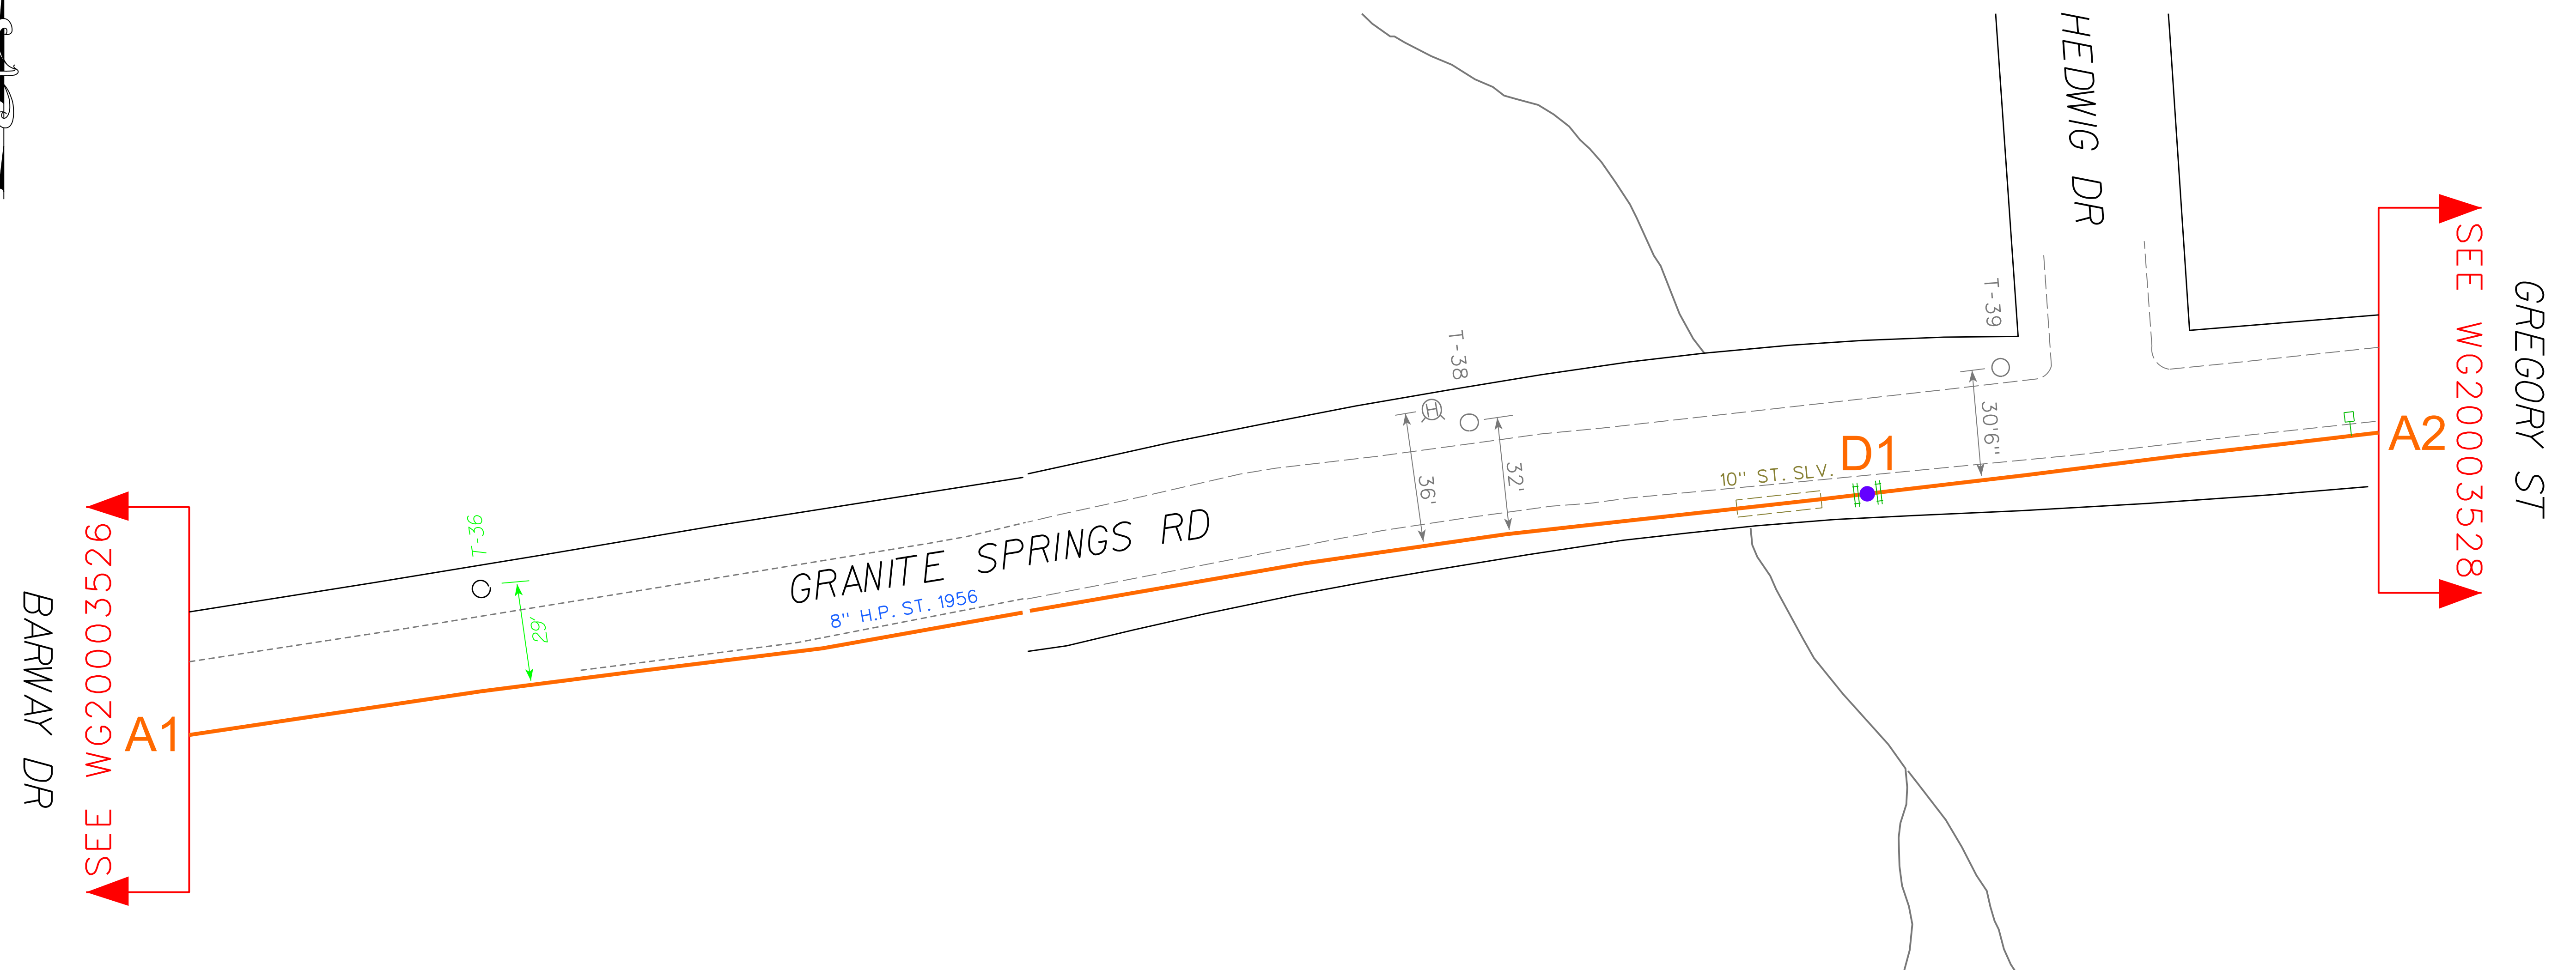 HEDWIG DR
SEE WG20003528
GREGORY ST
T-39
T-38
30'6''
A2
D1
10'' ST. SLV.
36'
32'
T-36
GRANITE SPRINGS RD
8'' H.P. ST. 1956
29'
H
SEE WG20003526
A1
BARWAY DR